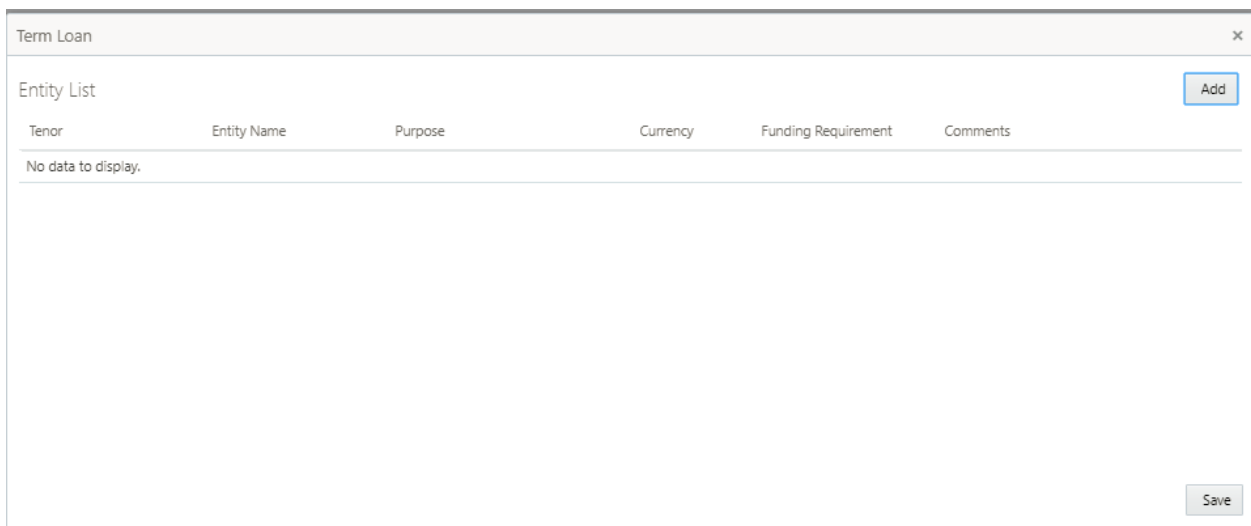 Term Loan ×
Entity List Add
Tenor Entity Name Purpose Currency Funding Requirement Comments
No data to display.
Save